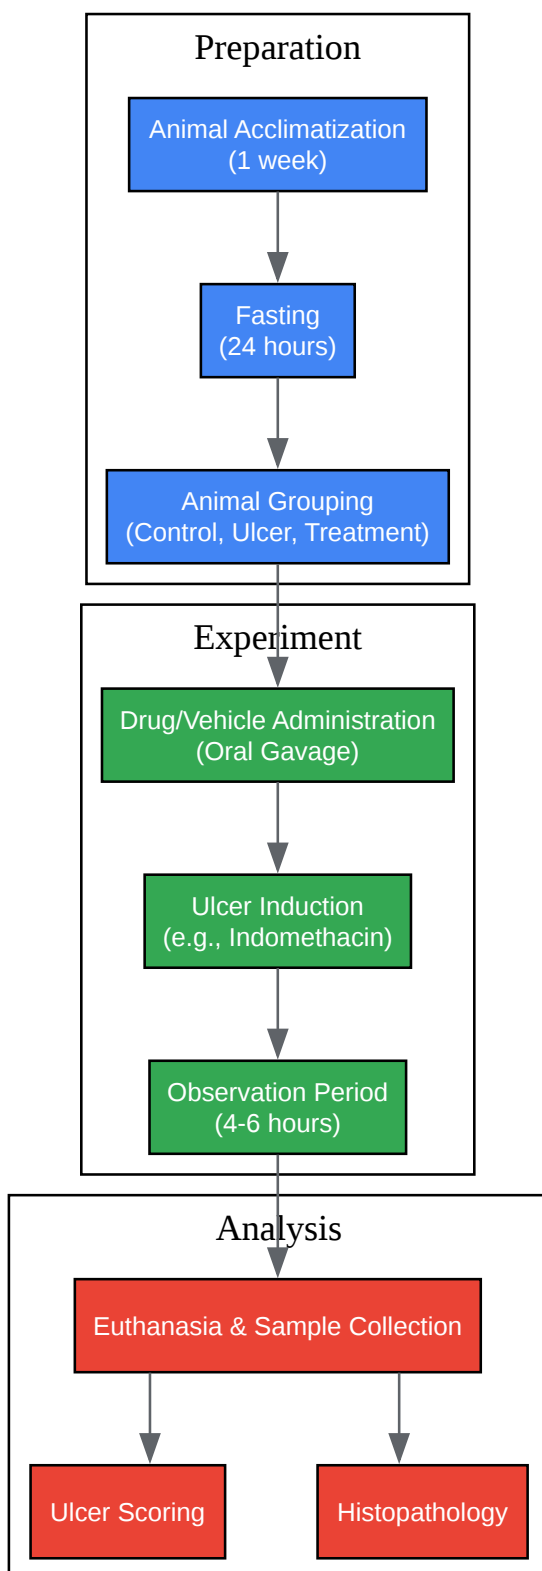 Preparation
Animal Acclimatization
(1 week)
Fasting
(24 hours)
Animal Grouping
(Control, Ulcer, Treatment)
Experiment
Drug/Vehicle Administration
(Oral Gavage)
Ulcer Induction
(e.g., Indomethacin)
Observation Period
(4-6 hours)
Analysis
Euthanasia & Sample Collection
Ulcer Scoring
Histopathology